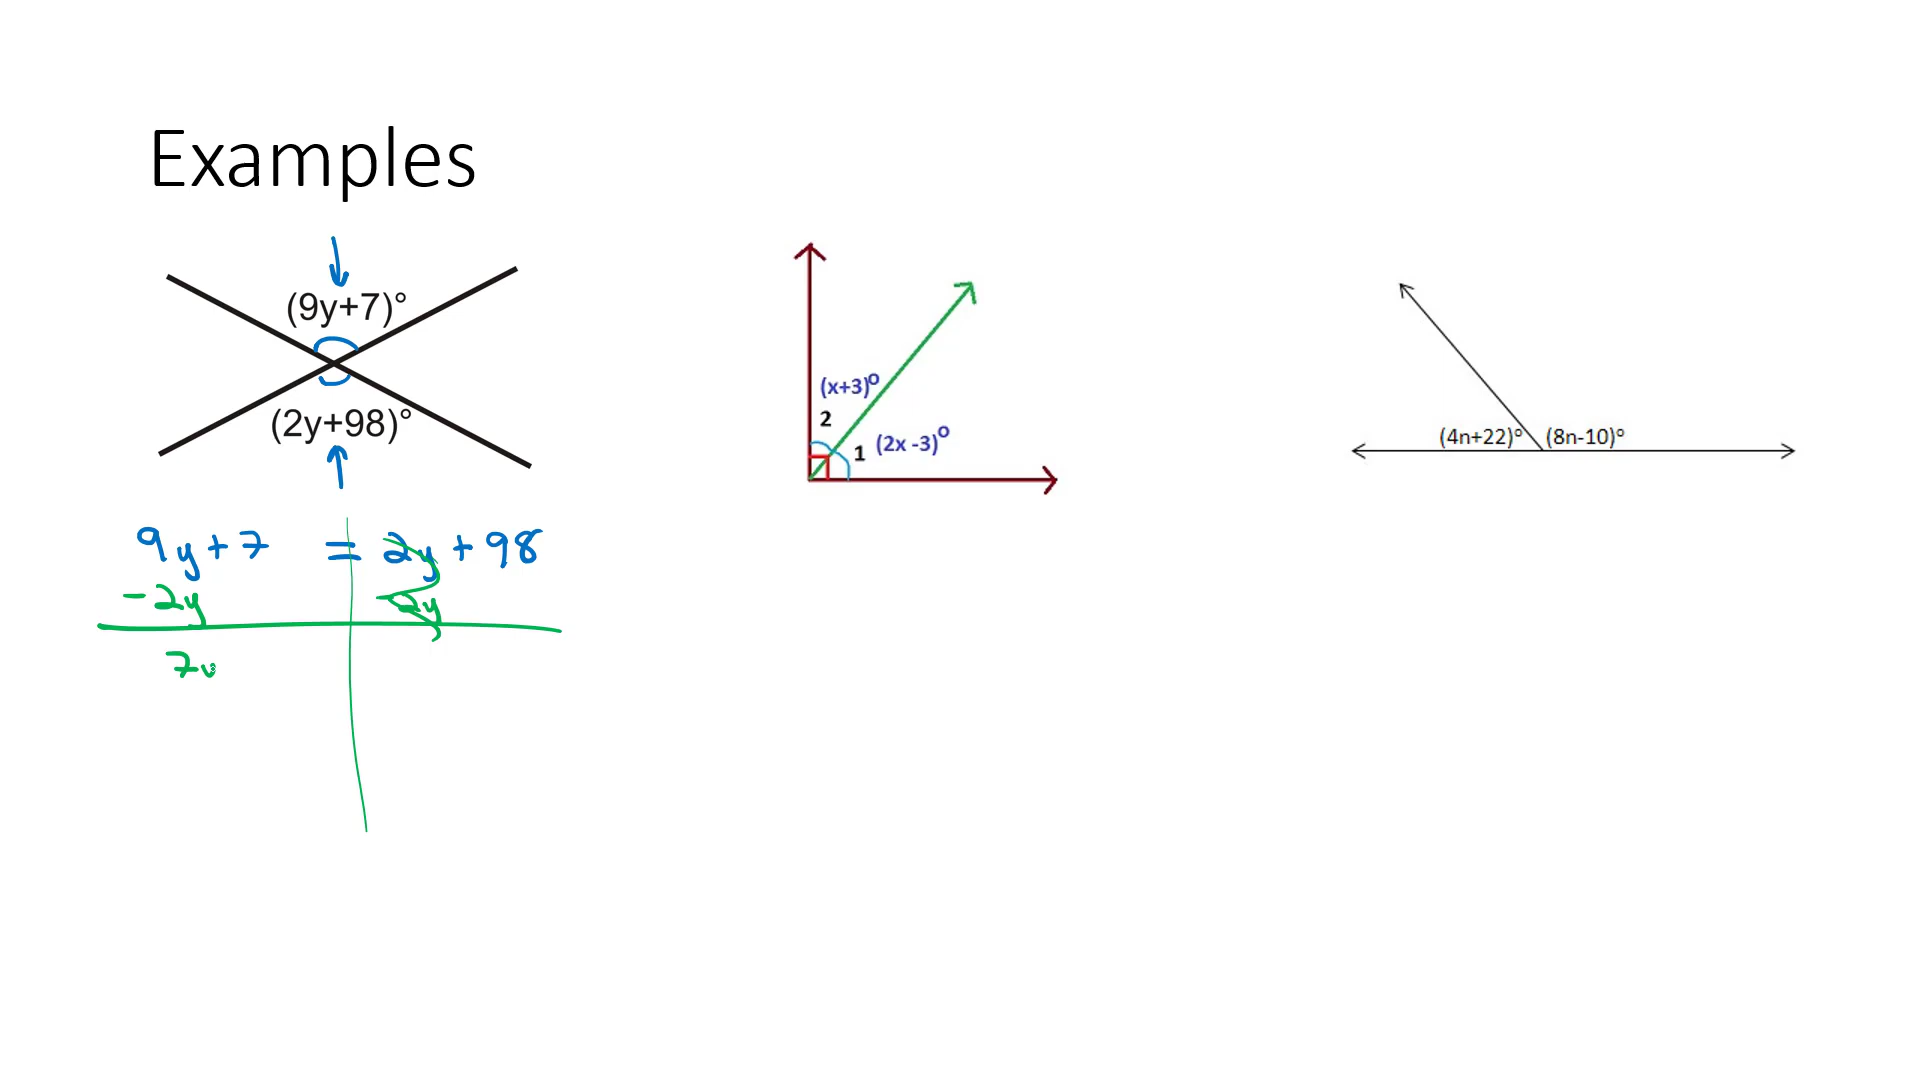 Examples
(9y+7)°
(2y+98)°
9y+7 = 2y+98
-2y -2y
7y
(x+3)º
2
1 (2x -3)º
(4n+22)º (8n-10)º